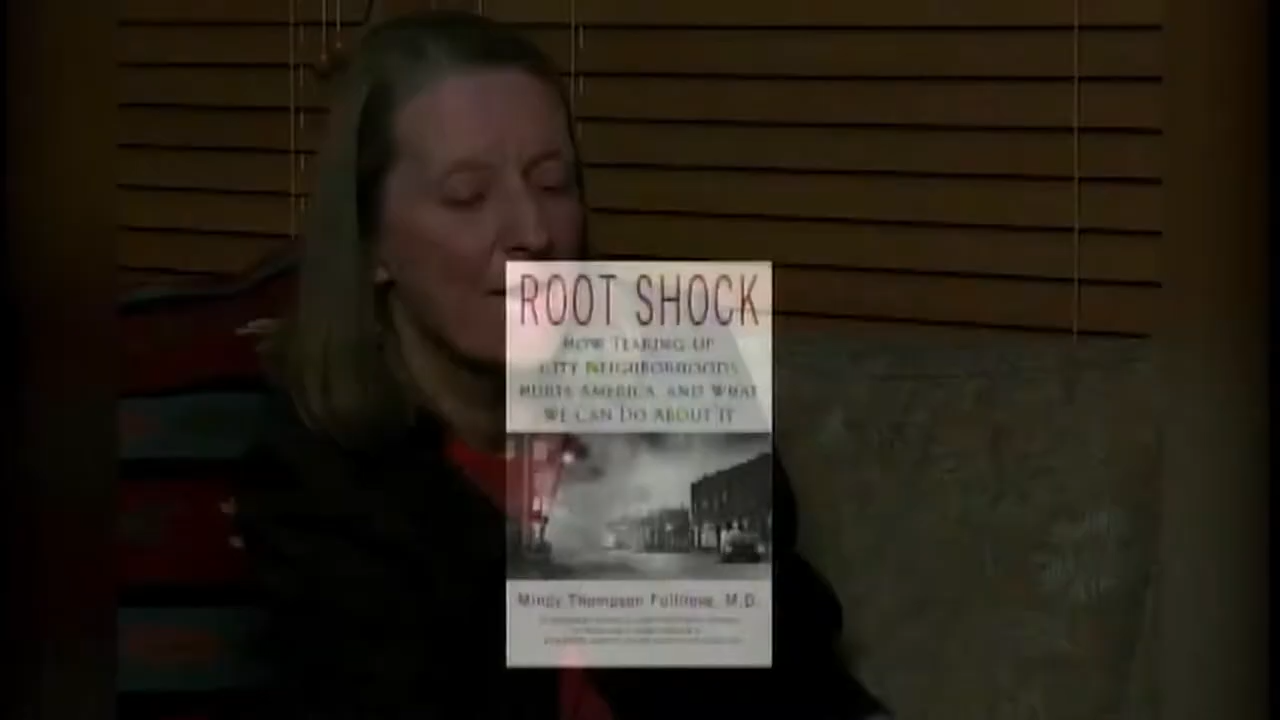 ROOT SHOCK
HOW TEARING UP
CITY NEIGHBORHOODS
HURTS AMERICA, AND WHAT
WE CAN DO ABOUT IT
Mindy Thompson Fullilove, M.D.